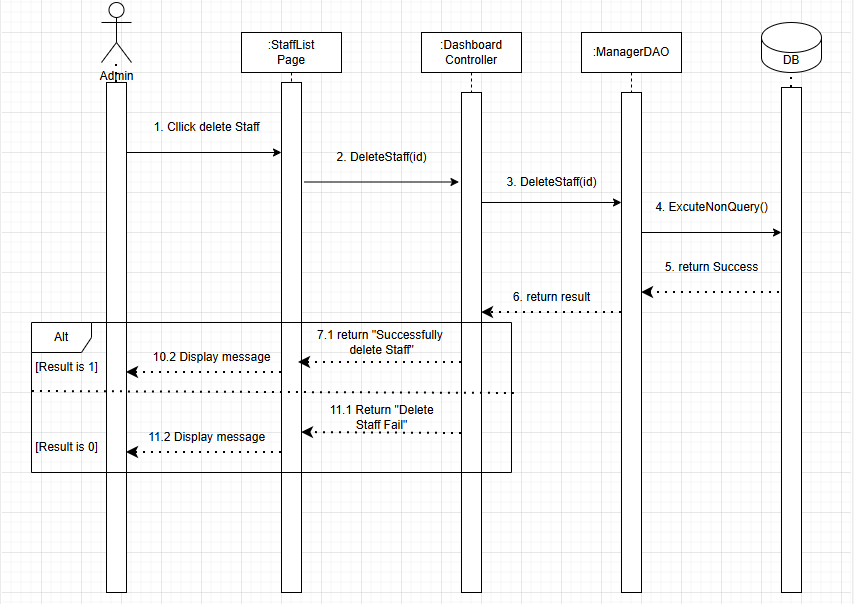 :StaffList
Page
:Dashboard
Controller
:ManagerDAO
DB
Admin
1. Cllick delete Staff
2. DeleteStaff(id)
3. DeleteStaff(id)
4. ExcuteNonQuery()
5. return Success
6. return result
Alt
7.1 return "Successfully
delete Staff"
10.2 Display message
[Result is 1]
11.1 Return "Delete
Staff Fail"
11.2 Display message
[Result is 0]